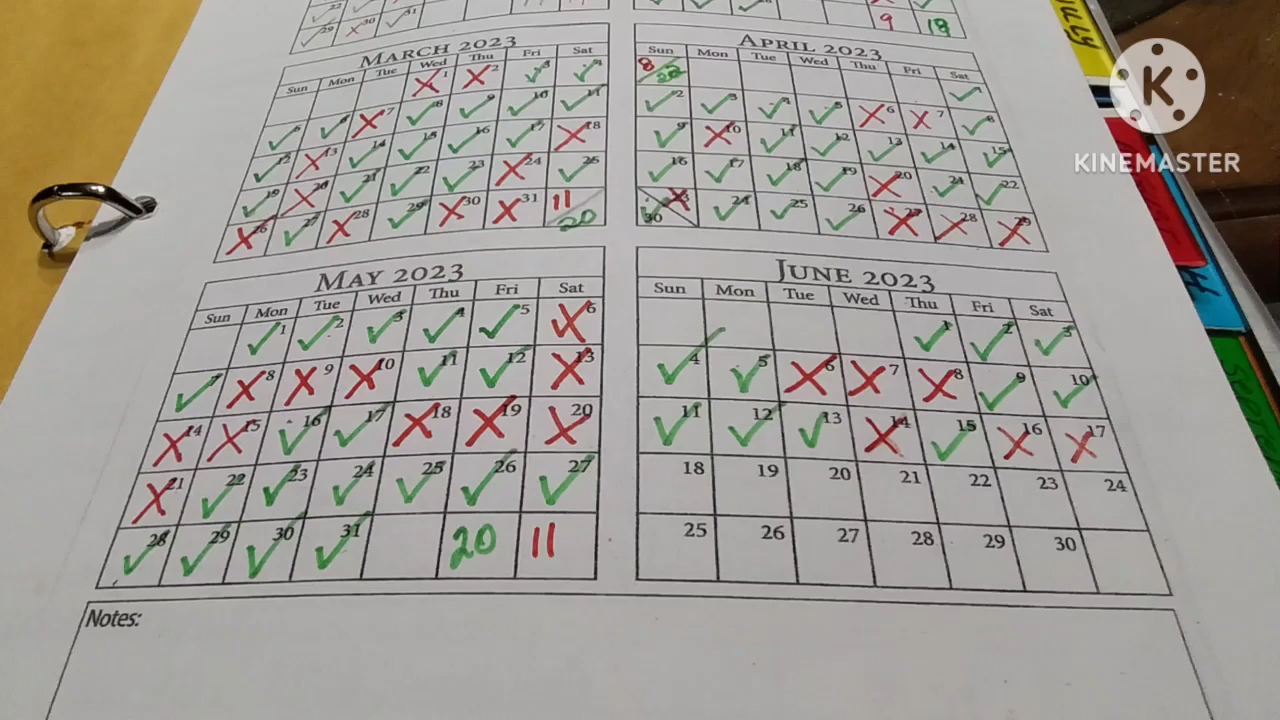 22
29 30 31
9 18
JULY
MARCH 2023
Sun Mon Tue Wed Thu Fri Sat
1 2 3 4
5 6 7 8 9 10 11
12 13 14 15 16 17 18
19 20 21 22 23 24 25
26 27 28 29 30 31 11 20
APRIL 2023
Sun Mon Tue Wed Thu Fri Sat
8 22 1
2 3 4 5 6 7 8
9 10 11 12 13 14 15
16 17 18 19 20 21 22
23 30 24 25 26 27 28 29
K
KINEMASTER
MAY 2023
Sun Mon Tue Wed Thu Fri Sat
1 2 3 4 5 6
7 8 9 10 11 12 13
14 15 16 17 18 19 20
21 22 23 24 25 26 27
28 29 30 31 20 11
JUNE 2023
Sun Mon Tue Wed Thu Fri Sat
1 2 3
4 5 6 7 8 9 10
11 12 13 14 15 16 17
18 19 20 21 22 23 24
25 26 27 28 29 30
Notes: